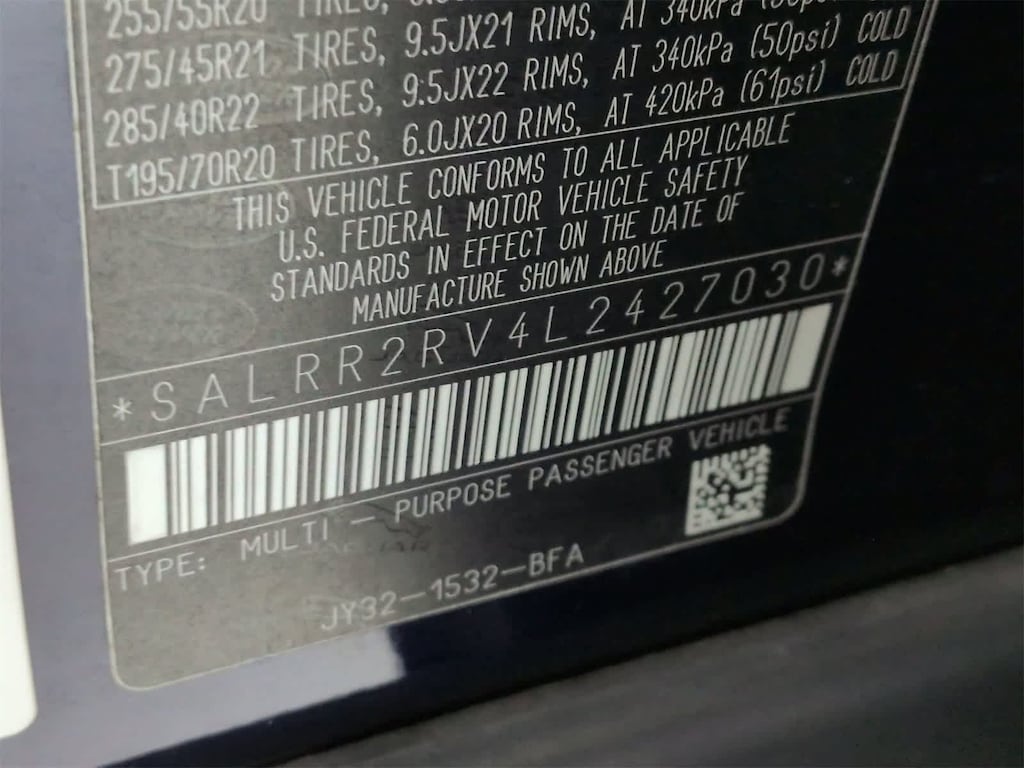 255/55R20 TIRES,
275/45R21 TIRES, 9.5JX21 RIMS, AT 340kPa
285/40R22 TIRES, 9.5JX22 RIMS, AT 340kPa (50psi) COLD
T195/70R20 TIRES, 6.0JX20 RIMS, AT 420kPa (61psi) COLD
THIS VEHICLE CONFORMS TO ALL APPLICABLE
U.S. FEDERAL MOTOR VEHICLE SAFETY
STANDARDS IN EFFECT ON THE DATE OF
MANUFACTURE SHOWN ABOVE
*SALRR2RV4L2427030*
TYPE: MULTI - PURPOSE PASSENGER VEHICLE
JY32-1532-BFA